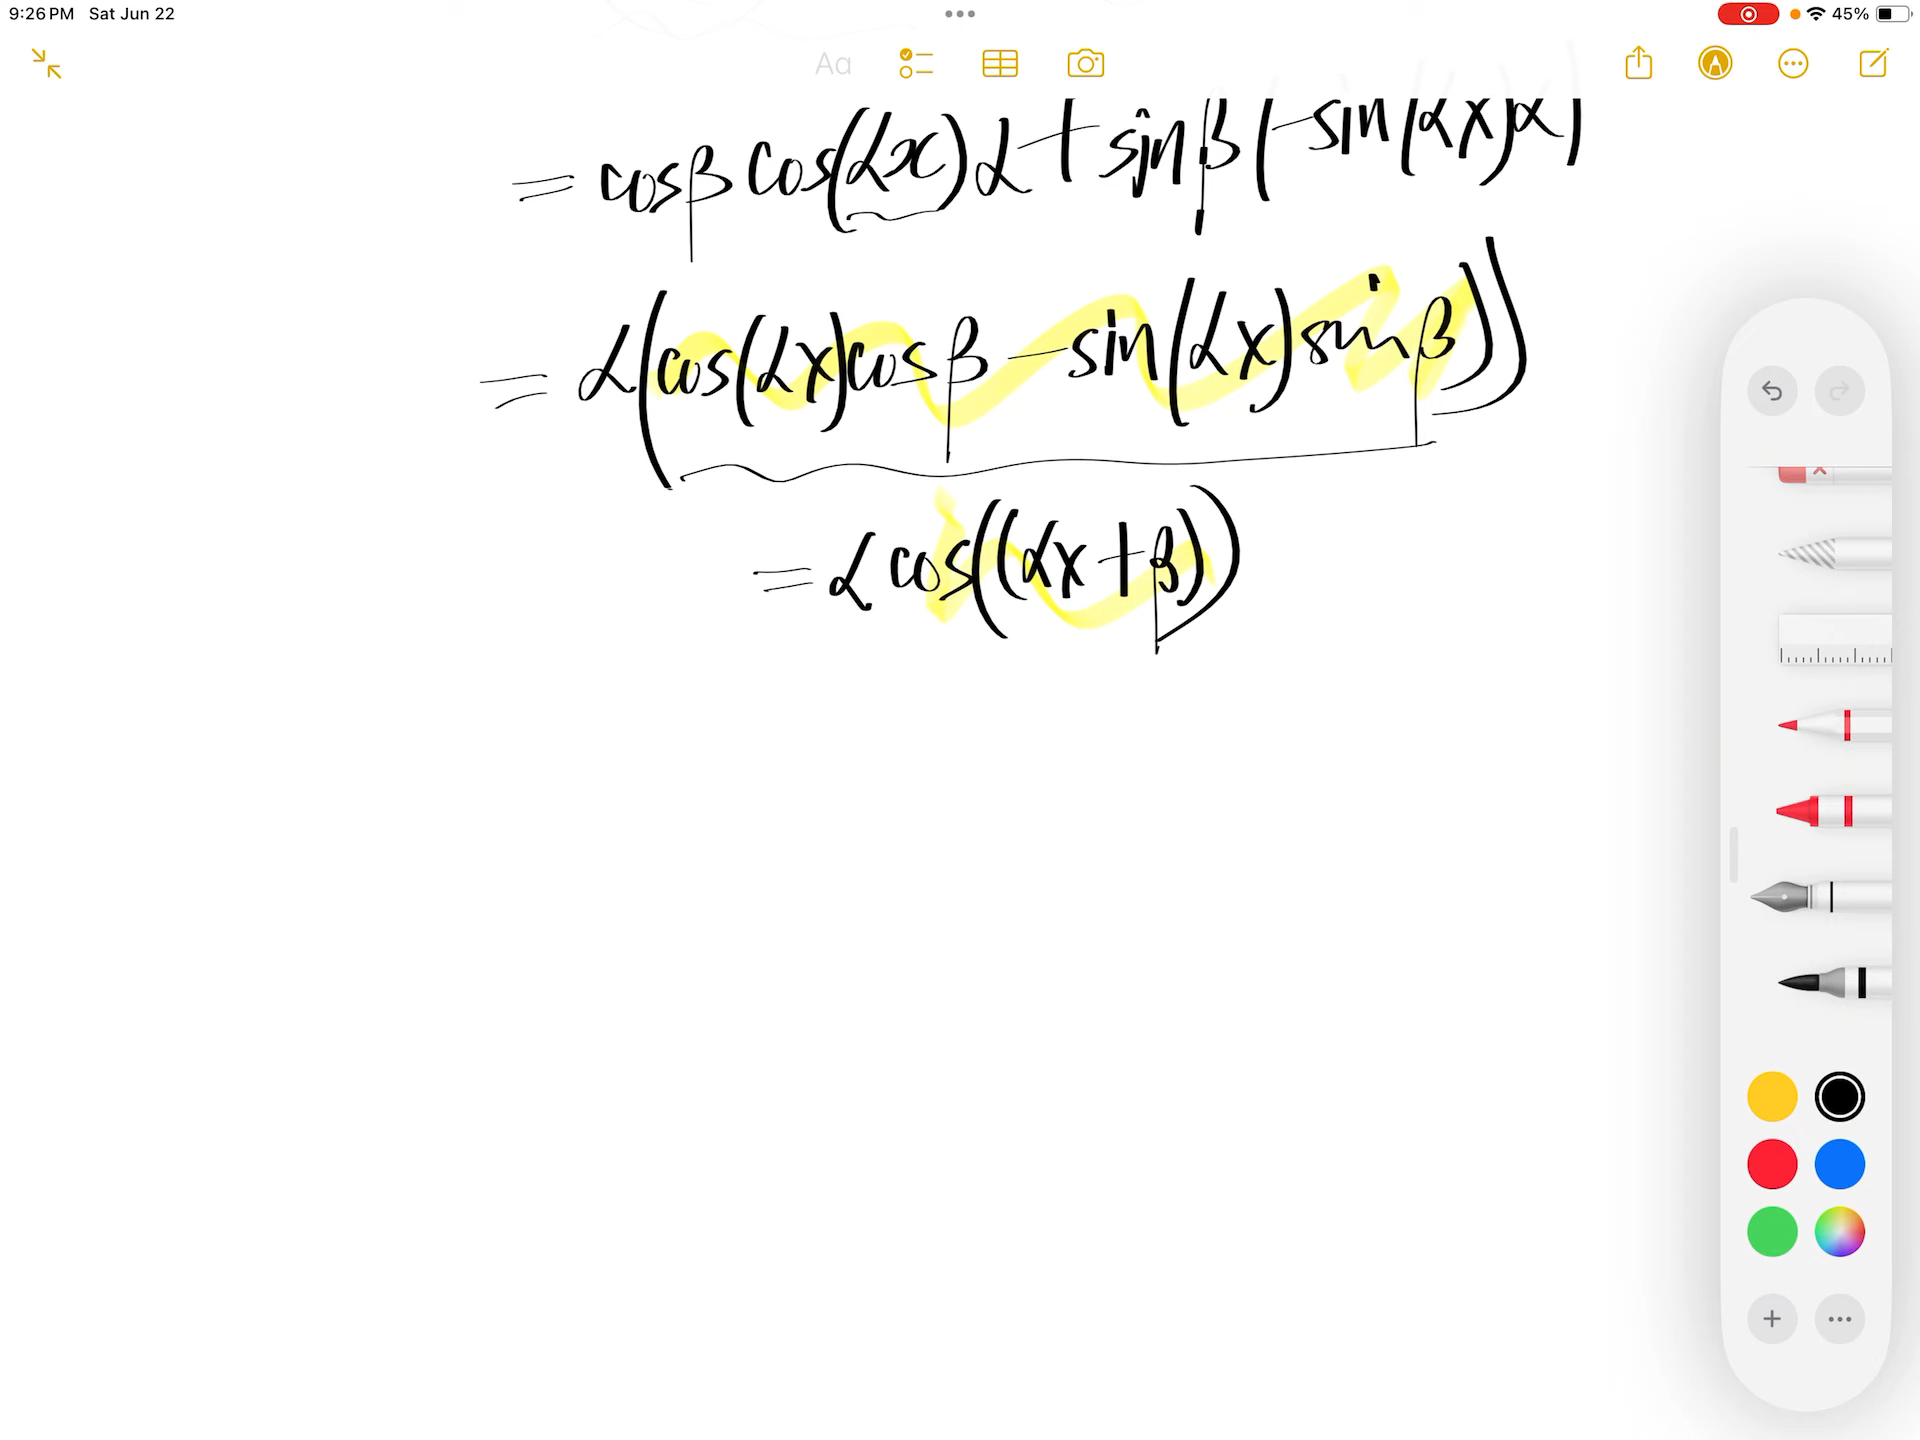 9:26 PM Sat Jun 22
45%
Aa
= cosβ cos(αx)α + sinβ(-sin(αx)α)
= α(cos(αx)cosβ - sin(αx)sinβ))
= α cos((αx+β))